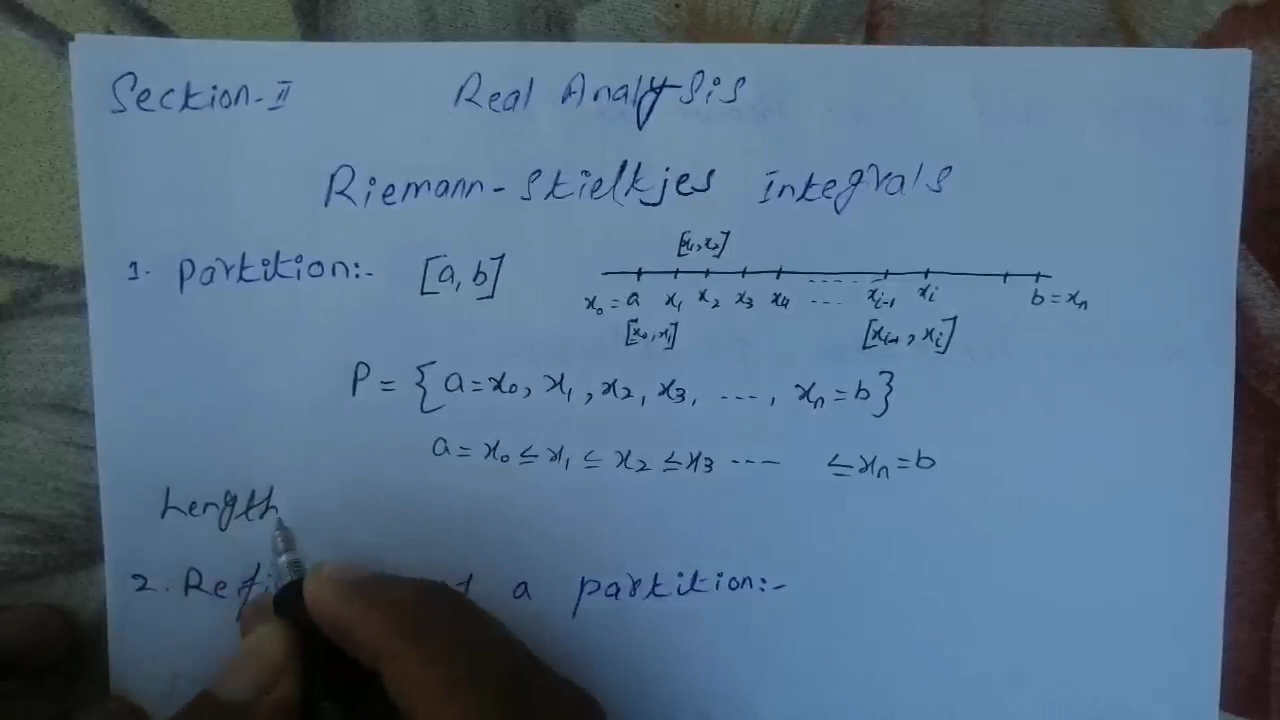 Section-II Real Analysis
Riemann-Stieltjes Integrals
1. Partition:- [a, b]
[x₁, x₂]
x₀ = a x₁ x₂ x₃ x₄ .... xᵢ₋₁ xᵢ b = xₙ
[x₀, x₁] [xᵢ₋₁, xᵢ]
P = { a = x₀, x₁, x₂, x₃, ..., xₙ = b}
a = x₀ ≤ x₁ ≤ x₂ ≤ x₃ ---- ≤ xₙ = b
Length
2. a partition:-